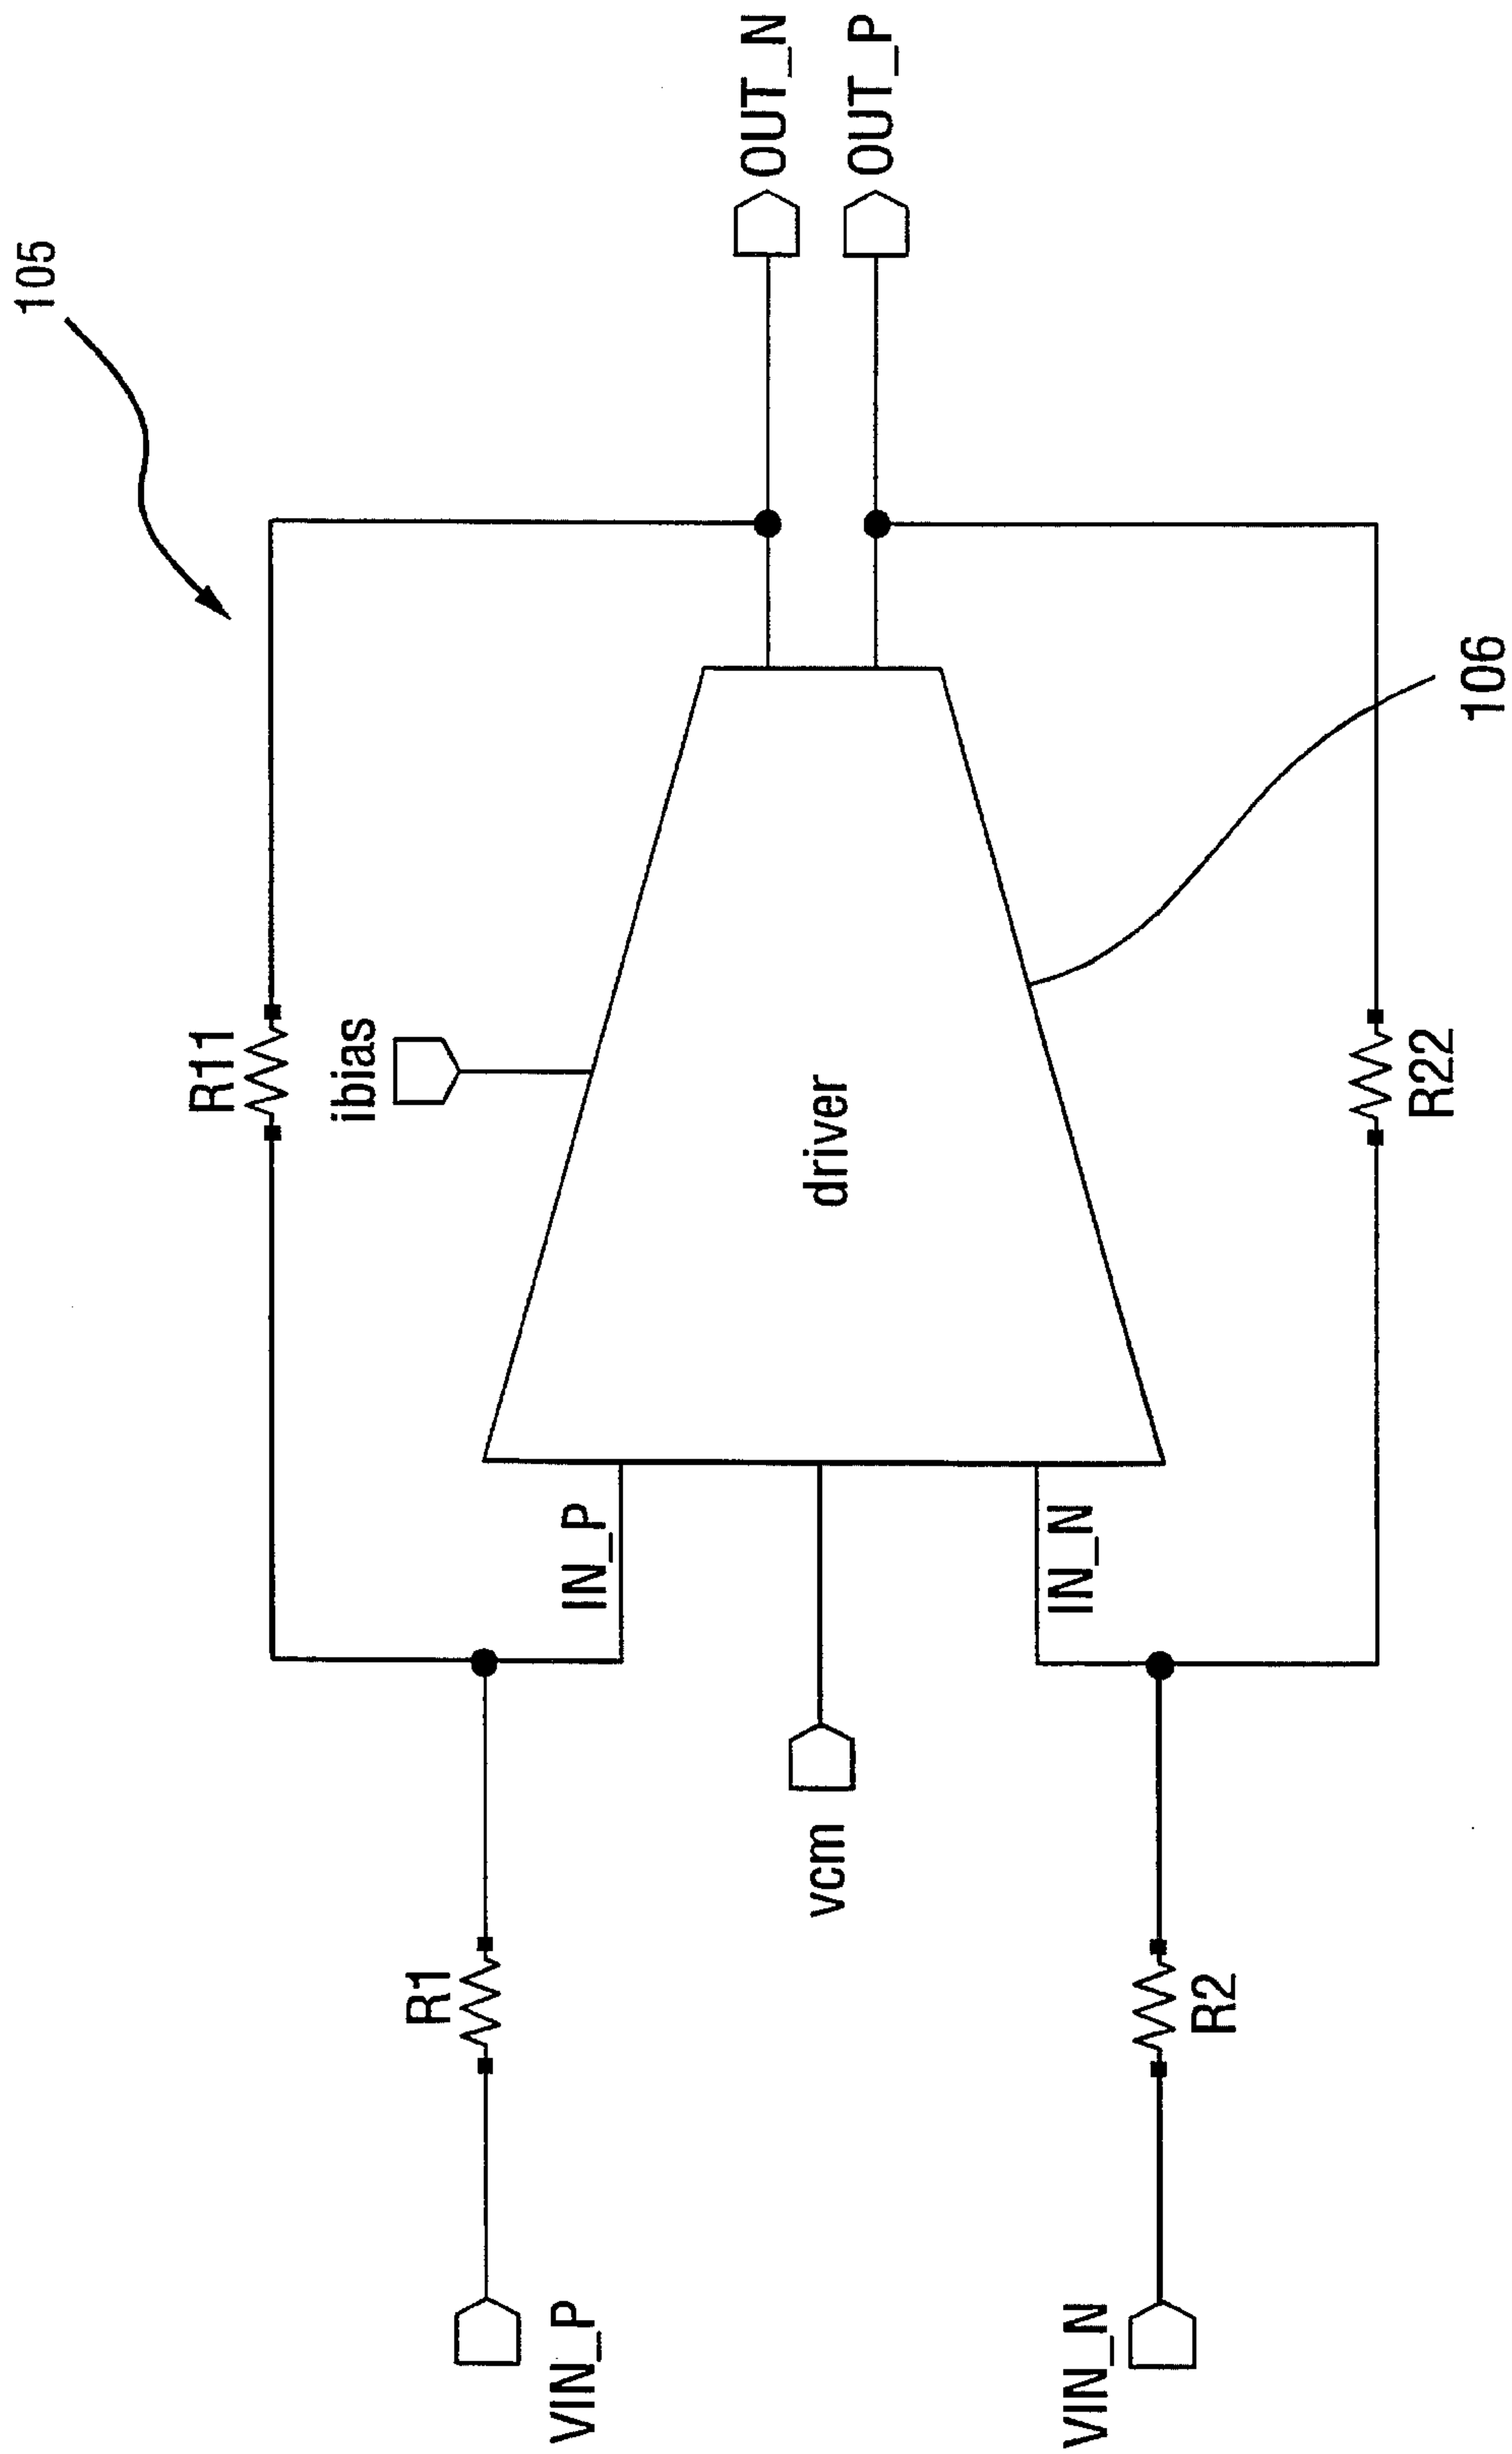 105
R11
ibias
OUT_N
OUT_P
R1
VIN_P
IN_P
driver
vcm
IN_N
VIN_N
R2
R22
106